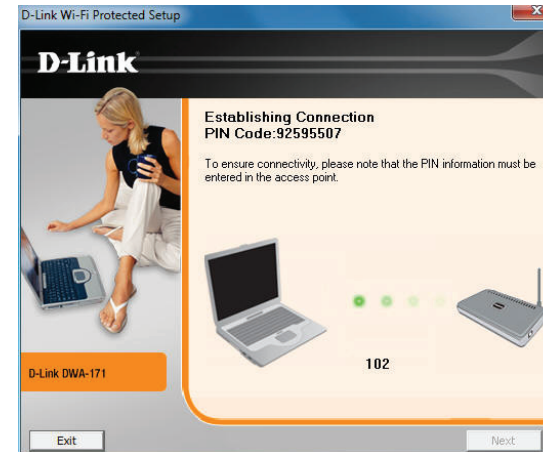 D-Link Wi-Fi Protected Setup
D-Link
Establishing Connection
PIN Code:92595507
To ensure connectivity, please note that the PIN information must be
entered in the access point.
102
D-Link DWA-171
Exit
Next